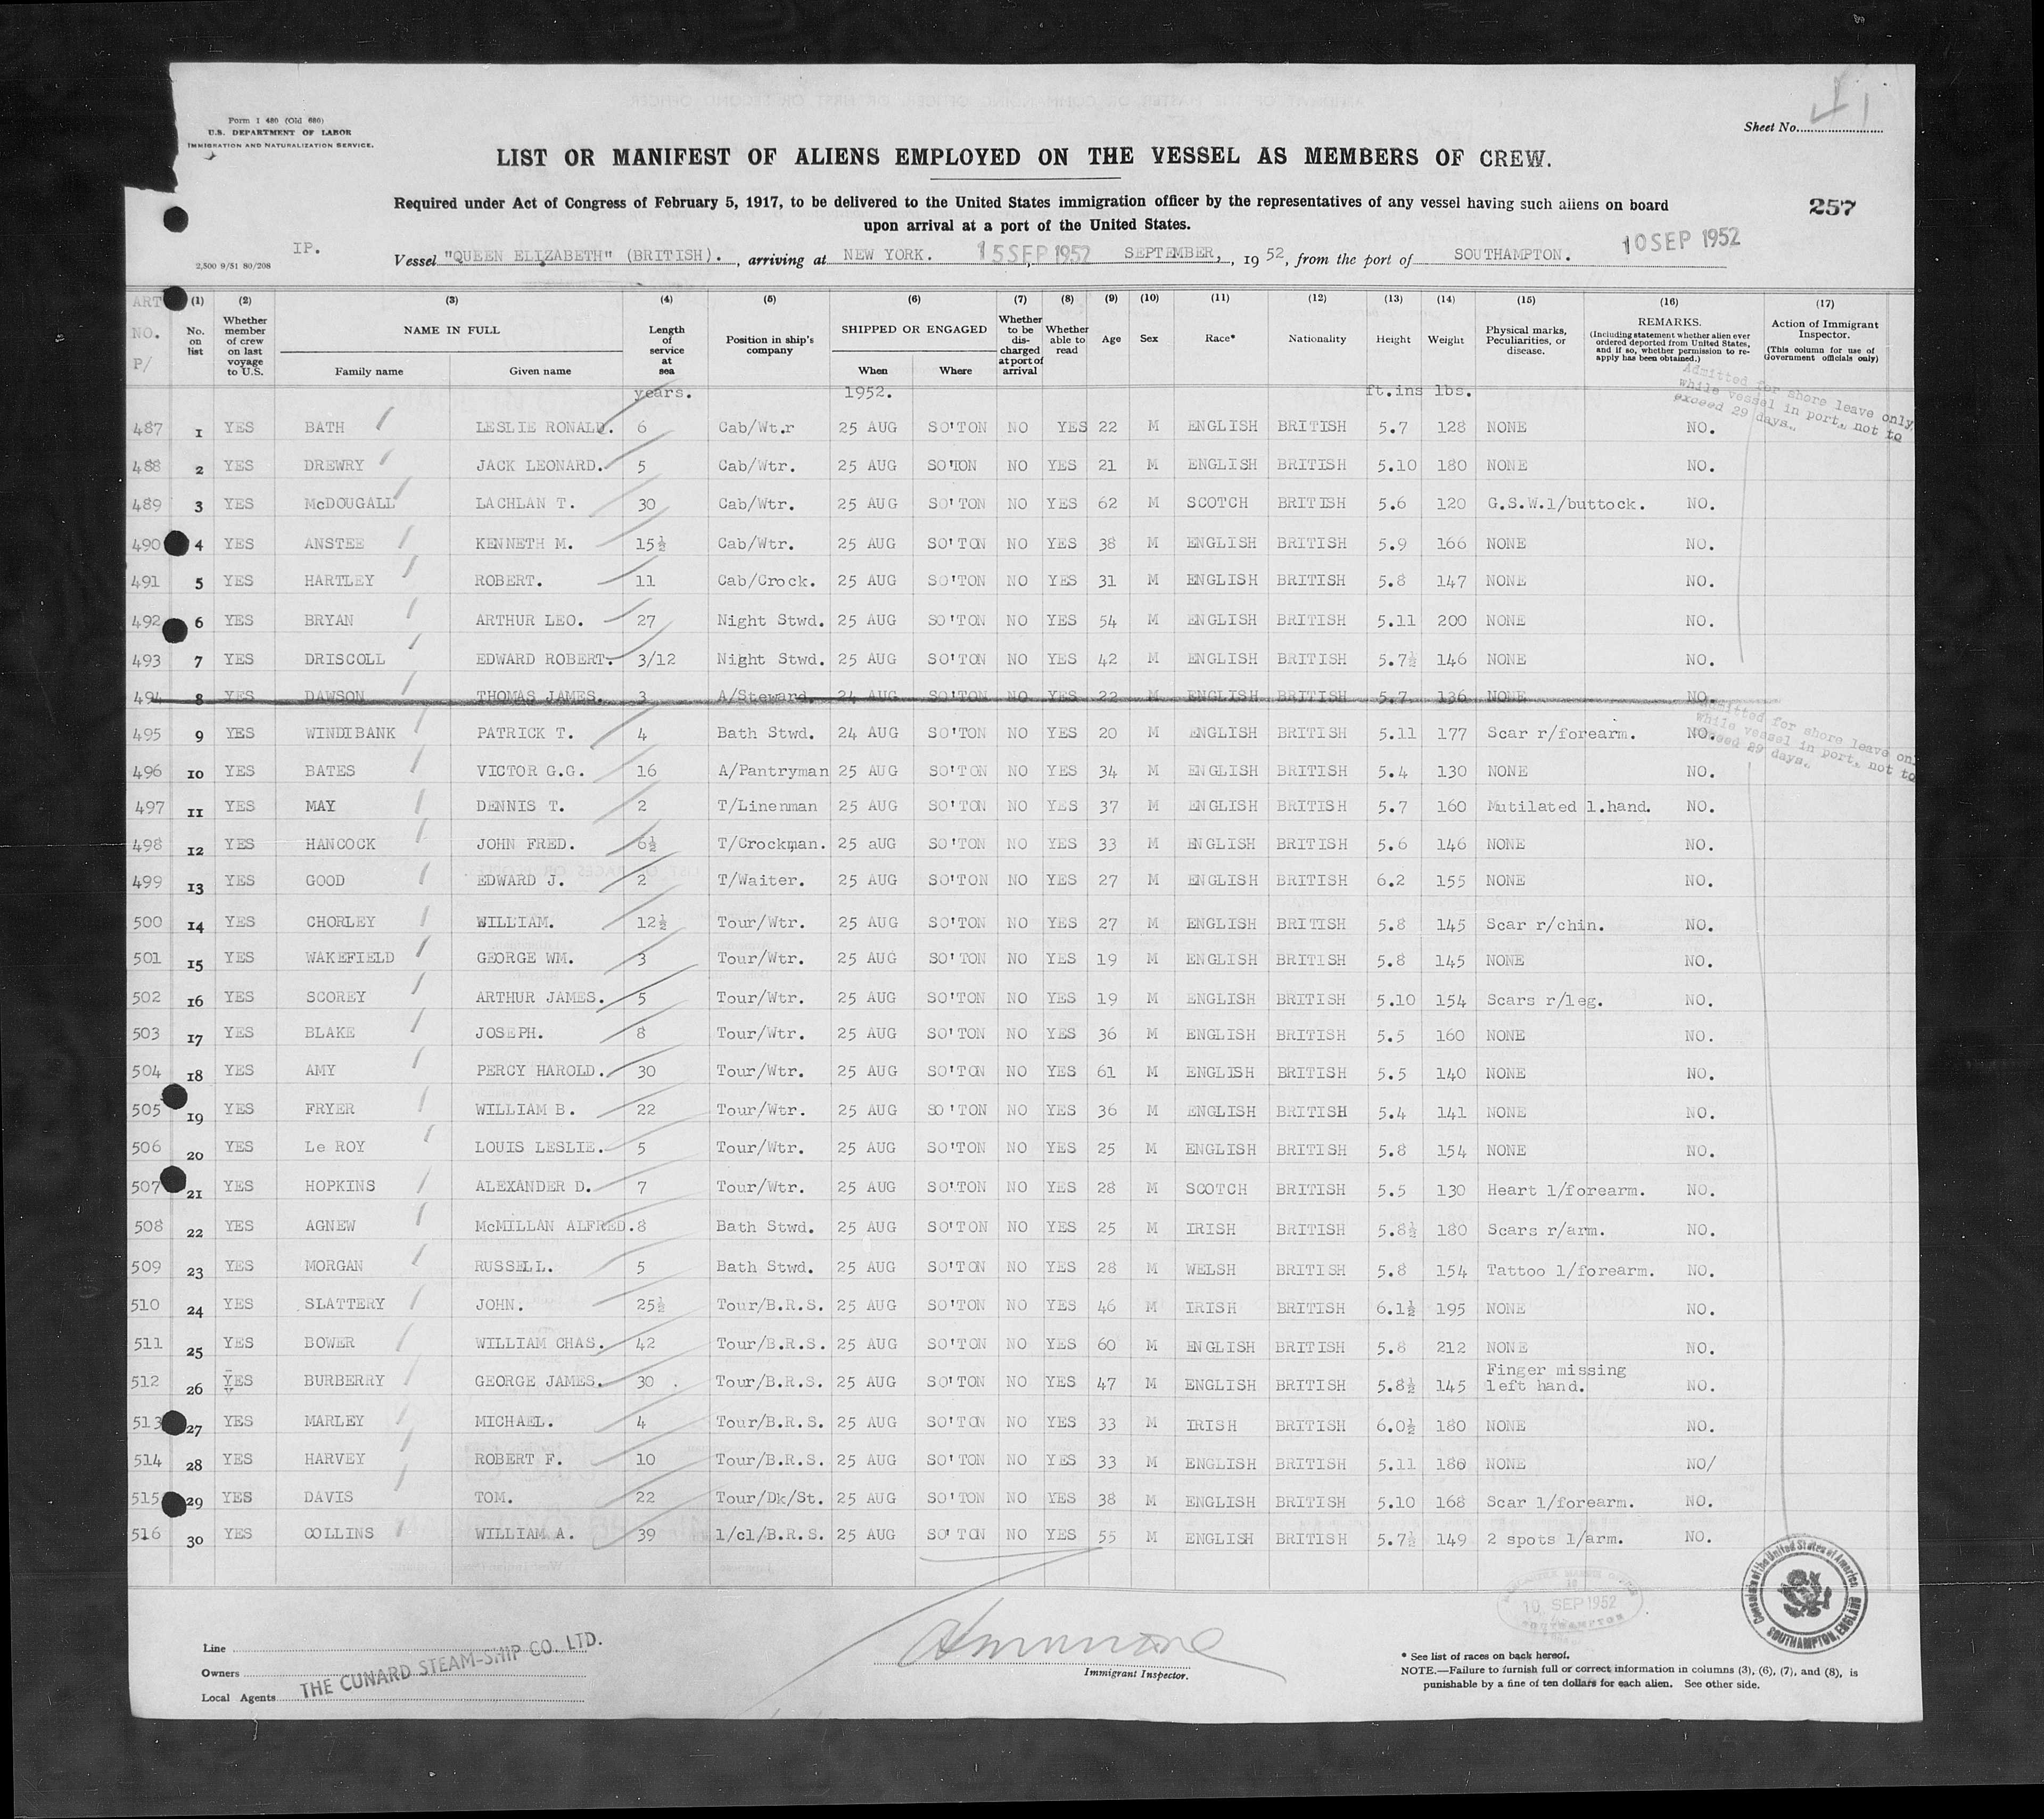 Form 1 480 (Old 680)
U.S. DEPARTMENT OF LABOR
IMMIGRATION AND NATURALIZATION SERVICE.
Sheet No.
LIST OR MANIFEST OF ALIENS EMPLOYED ON THE VESSEL AS MEMBERS OF CREW.
Required under Act of Congress of February 5, 1917, to be delivered to the United States immigration officer by the representatives of any vessel having such aliens on board
upon arrival at a port of the United States.
257
IP.
2,500 9/51 80/208
Vessel "QUEEN ELIZABETH" (BRITISH). , arriving at NEW YORK. 15 SEP 1952 SEPTEMBER, , 19 52, from the port of SOUTHAMPTON. 10 SEP 1952
ART NO. P/
(1) No. on list
(2) Whether member of crew on last voyage to U.S.
(3) NAME IN FULL Family name Given name
(4) Length of service at sea
(5) Position in ship's company
(6) SHIPPED OR ENGAGED When Where
(7) Whether to be discharged at port of arrival
(8) Whether able to read
(9) Age
(10) Sex
(11) Race*
(12) Nationality
(13) Height
(14) Weight
(15) Physical marks, Peculiarities, or disease.
(16) REMARKS. (Including statement whether alien ever ordered deported from United States, and if so, whether permission to re-apply has been obtained.)
(17) Action of Immigrant Inspector. (This column for use of Government officials only)
years. 1952. ft.ins lbs.
Admitted for shore leave only
while vessel in port, not to
exceed 29 days.
487 1 YES BATH LESLIE RONALD. 6 Cab/Wt.r 25 AUG SO'TON NO YES 22 M ENGLISH BRITISH 5.7 128 NONE NO.
488 2 YES DREWRY JACK LEONARD. 5 Cab/Wtr. 25 AUG SO'TON NO YES 21 M ENGLISH BRITISH 5.10 180 NONE NO.
489 3 YES McDOUGALL LACHLAN T. 30 Cab/Wtr. 25 AUG SO'TON NO YES 62 M SCOTCH BRITISH 5.6 120 G.S.W.l/buttock. NO.
490 4 YES ANSTEE KENNETH M. 15½ Cab/Wtr. 25 AUG SO'TON NO YES 38 M ENGLISH BRITISH 5.9 166 NONE NO.
491 5 YES HARTLEY ROBERT. 11 Cab/Crock. 25 AUG SO'TON NO YES 31 M ENGLISH BRITISH 5.8 147 NONE NO.
492 6 YES BRYAN ARTHUR LEO. 27 Night Stwd. 25 AUG SO'TON NO YES 54 M ENGLISH BRITISH 5.11 200 NONE NO.
493 7 YES DRISCOLL EDWARD ROBERT. 3/12 Night Stwd. 25 AUG SO'TON NO YES 42 M ENGLISH BRITISH 5.7½ 146 NONE NO.
494 8 YES DAWSON THOMAS JAMES. 3 A/Steward. 24 AUG SO'TON NO YES 22 M ENGLISH BRITISH 5.7 136 NONE NO.
Admitted for shore leave onl
while vessel in port, not to
exceed 29 days.
495 9 YES WINDIBANK PATRICK T. 4 Bath Stwd. 24 AUG SO'TON NO YES 20 M ENGLISH BRITISH 5.11 177 Scar r/forearm. NO.
496 10 YES BATES VICTOR G.G. 16 A/Pantryman 25 AUG SO'TON NO YES 34 M ENGLISH BRITISH 5.4 130 NONE NO.
497 11 YES MAY DENNIS T. 2 T/Linenman 25 AUG SO'TON NO YES 37 M ENGLISH BRITISH 5.7 160 Mutilated l.hand. NO.
498 12 YES HANCOCK JOHN FRED. 6½ T/Crockman. 25 aUG SO'TON NO YES 33 M ENGLISH BRITISH 5.6 146 NONE NO.
499 13 YES GOOD EDWARD J. 2 T/Waiter. 25 AUG SO'TON NO YES 27 M ENGLISH BRITISH 6.2 155 NONE NO.
500 14 YES CHORLEY WILLIAM. 12½ Tour/Wtr. 25 AUG SO'TON NO YES 27 M ENGLISH BRITISH 5.8 145 Scar r/chin. NO.
501 15 YES WAKEFIELD GEORGE WM. 3 Tour/Wtr. 25 AUG SO'TON NO YES 19 M ENGLISH BRITISH 5.8 145 NONE NO.
502 16 YES SCOREY ARTHUR JAMES. 5 Tour/Wtr. 25 AUG SO'TON NO YES 19 M ENGLISH BRITISH 5.10 154 Scars r/leg. NO.
503 17 YES BLAKE JOSEPH. 8 Tour/Wtr. 25 AUG SO'TON NO YES 36 M ENGLISH BRITISH 5.5 160 NONE NO.
504 18 YES AMY PERCY HAROLD. 30 Tour/Wtr. 25 AUG SO'TON NO YES 61 M ENGLISH BRITISH 5.5 140 NONE NO.
505 19 YES FRYER WILLIAM B. 22 Tour/Wtr. 25 AUG SO'TON NO YES 36 M ENGLISH BRITISH 5.4 141 NONE NO.
506 20 YES Le ROY LOUIS LESLIE. 5 Tour/Wtr. 25 AUG SO'TON NO YES 25 M ENGLISH BRITISH 5.8 154 NONE NO.
507 21 YES HOPKINS ALEXANDER D. 7 Tour/Wtr. 25 AUG SO'TON NO YES 28 M SCOTCH BRITISH 5.5 130 Heart l/forearm. NO.
508 22 YES AGNEW McMILLAN ALFRED. 8 Bath Stwd. 25 AUG SO'TON NO YES 25 M IRISH BRITISH 5.8½ 180 Scars r/arm. NO.
509 23 YES MORGAN RUSSELL. 5 Bath Stwd. 25 AUG SO'TON NO YES 28 M WELSH BRITISH 5.8 154 Tattoo l/forearm. NO.
510 24 YES SLATTERY JOHN. 25½ Tour/B.R.S. 25 AUG SO'TON NO YES 46 M IRISH BRITISH 6.1½ 195 NONE NO.
511 25 YES BOWER WILLIAM CHAS. 42 Tour/B.R.S. 25 AUG SO'TON NO YES 60 M ENGLISH BRITISH 5.8 212 NONE NO.
512 26 YES BURBERRY GEORGE JAMES. 30 . Tour/B.R.S. 25 AUG SO'TON NO YES 47 M ENGLISH BRITISH 5.8½ 145 Finger missing left hand. NO.
513 27 YES MARLEY MICHAEL. 4 Tour/B.R.S. 25 AUG SO'TON NO YES 33 M IRISH BRITISH 6.0½ 180 NONE NO.
514 28 YES HARVEY ROBERT F. 10 Tour/B.R.S. 25 AUG SO'TON NO YES 33 M ENGLISH BRITISH 5.11 180 NONE NO/
515 29 YES DAVIS TOM. 22 Tour/Dk/St. 25 AUG SO'TON NO YES 38 M ENGLISH BRITISH 5.10 168 Scar l/forearm. NO.
516 30 YES COLLINS WILLIAM A. 39 1/cl/B.R.S. 25 AUG SO'TON NO YES 55 M ENGLISH BRITISH 5.7½ 149 2 spots l/arm. NO.
10 SEP 1952
SOUTHAMPTON
Consulate of the United States of America
SOUTHAMPTON, ENGLAND
Line
Owners
Local Agents
THE CUNARD STEAM-SHIP CO. LTD.
Immigrant Inspector.
* See list of races on back hereof.
NOTE.—Failure to furnish full or correct information in columns (3), (6), (7), and (8), is
punishable by a fine of ten dollars for each alien. See other side.